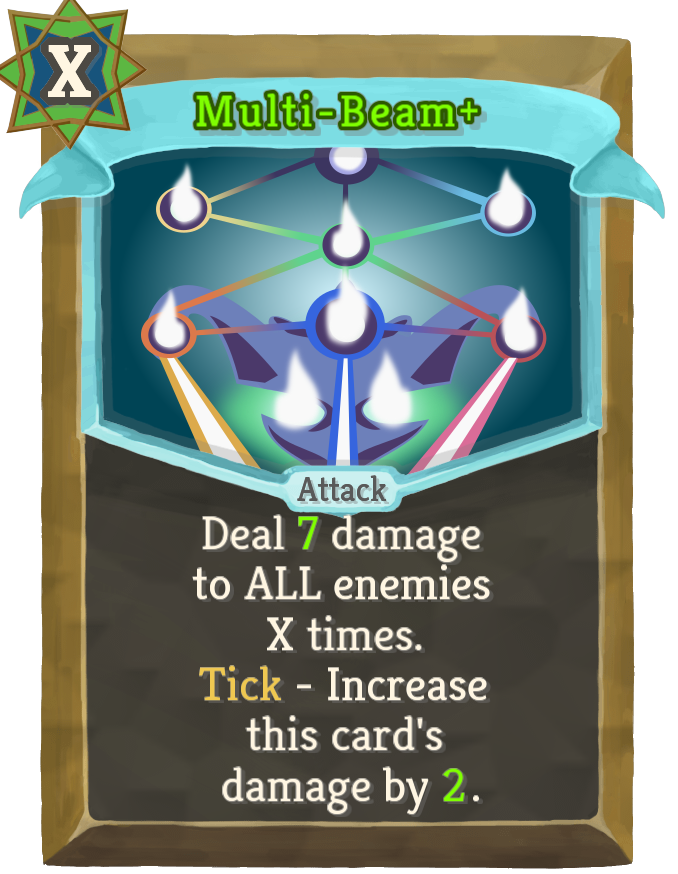 X
Multi-Beam+
Attack
Deal 7 damage
to ALL enemies
X times.
Tick - Increase
this card's
damage by 2.